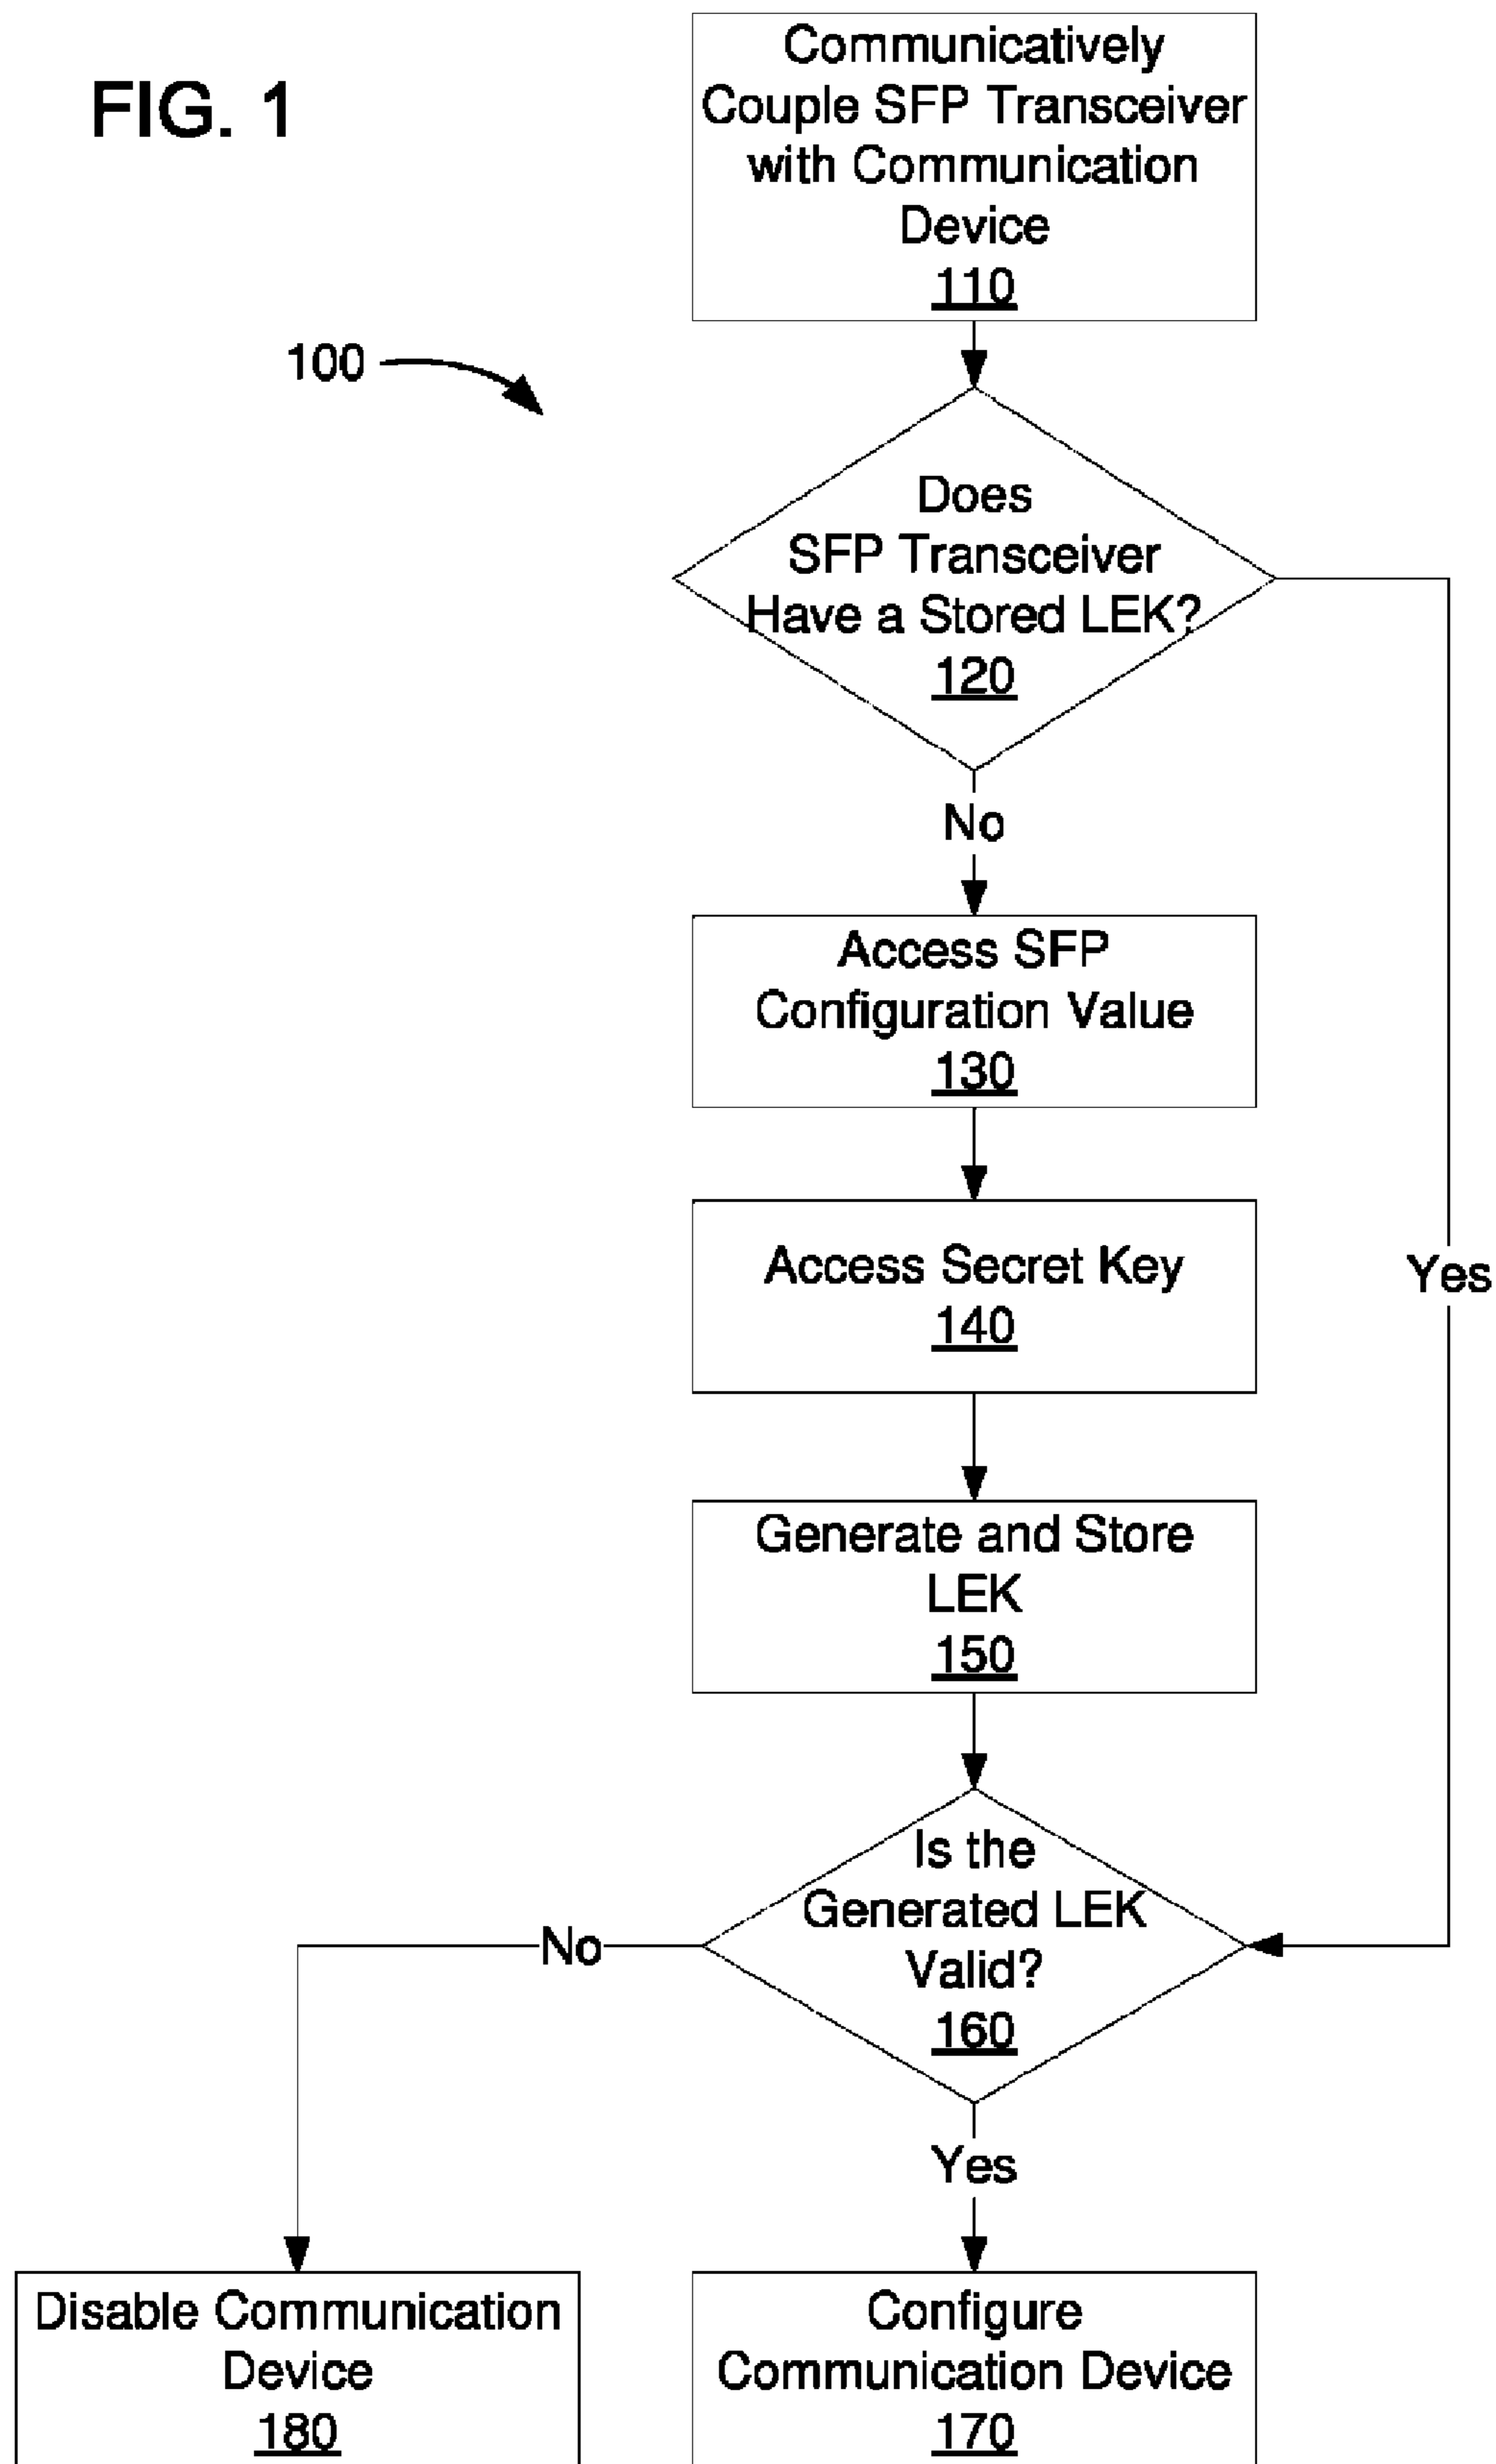 FIG. 1
Communicatively
Couple SFP Transceiver
with Communication
Device
110
100
Does
SFP Transceiver
Have a Stored LEK?
120
No
Access SFP
Configuration Value
130
Access Secret Key
140
Yes
Generate and Store
LEK
150
Is the
Generated LEK
Valid?
160
No
Yes
Disable Communication
Device
180
Configure
Communication Device
170